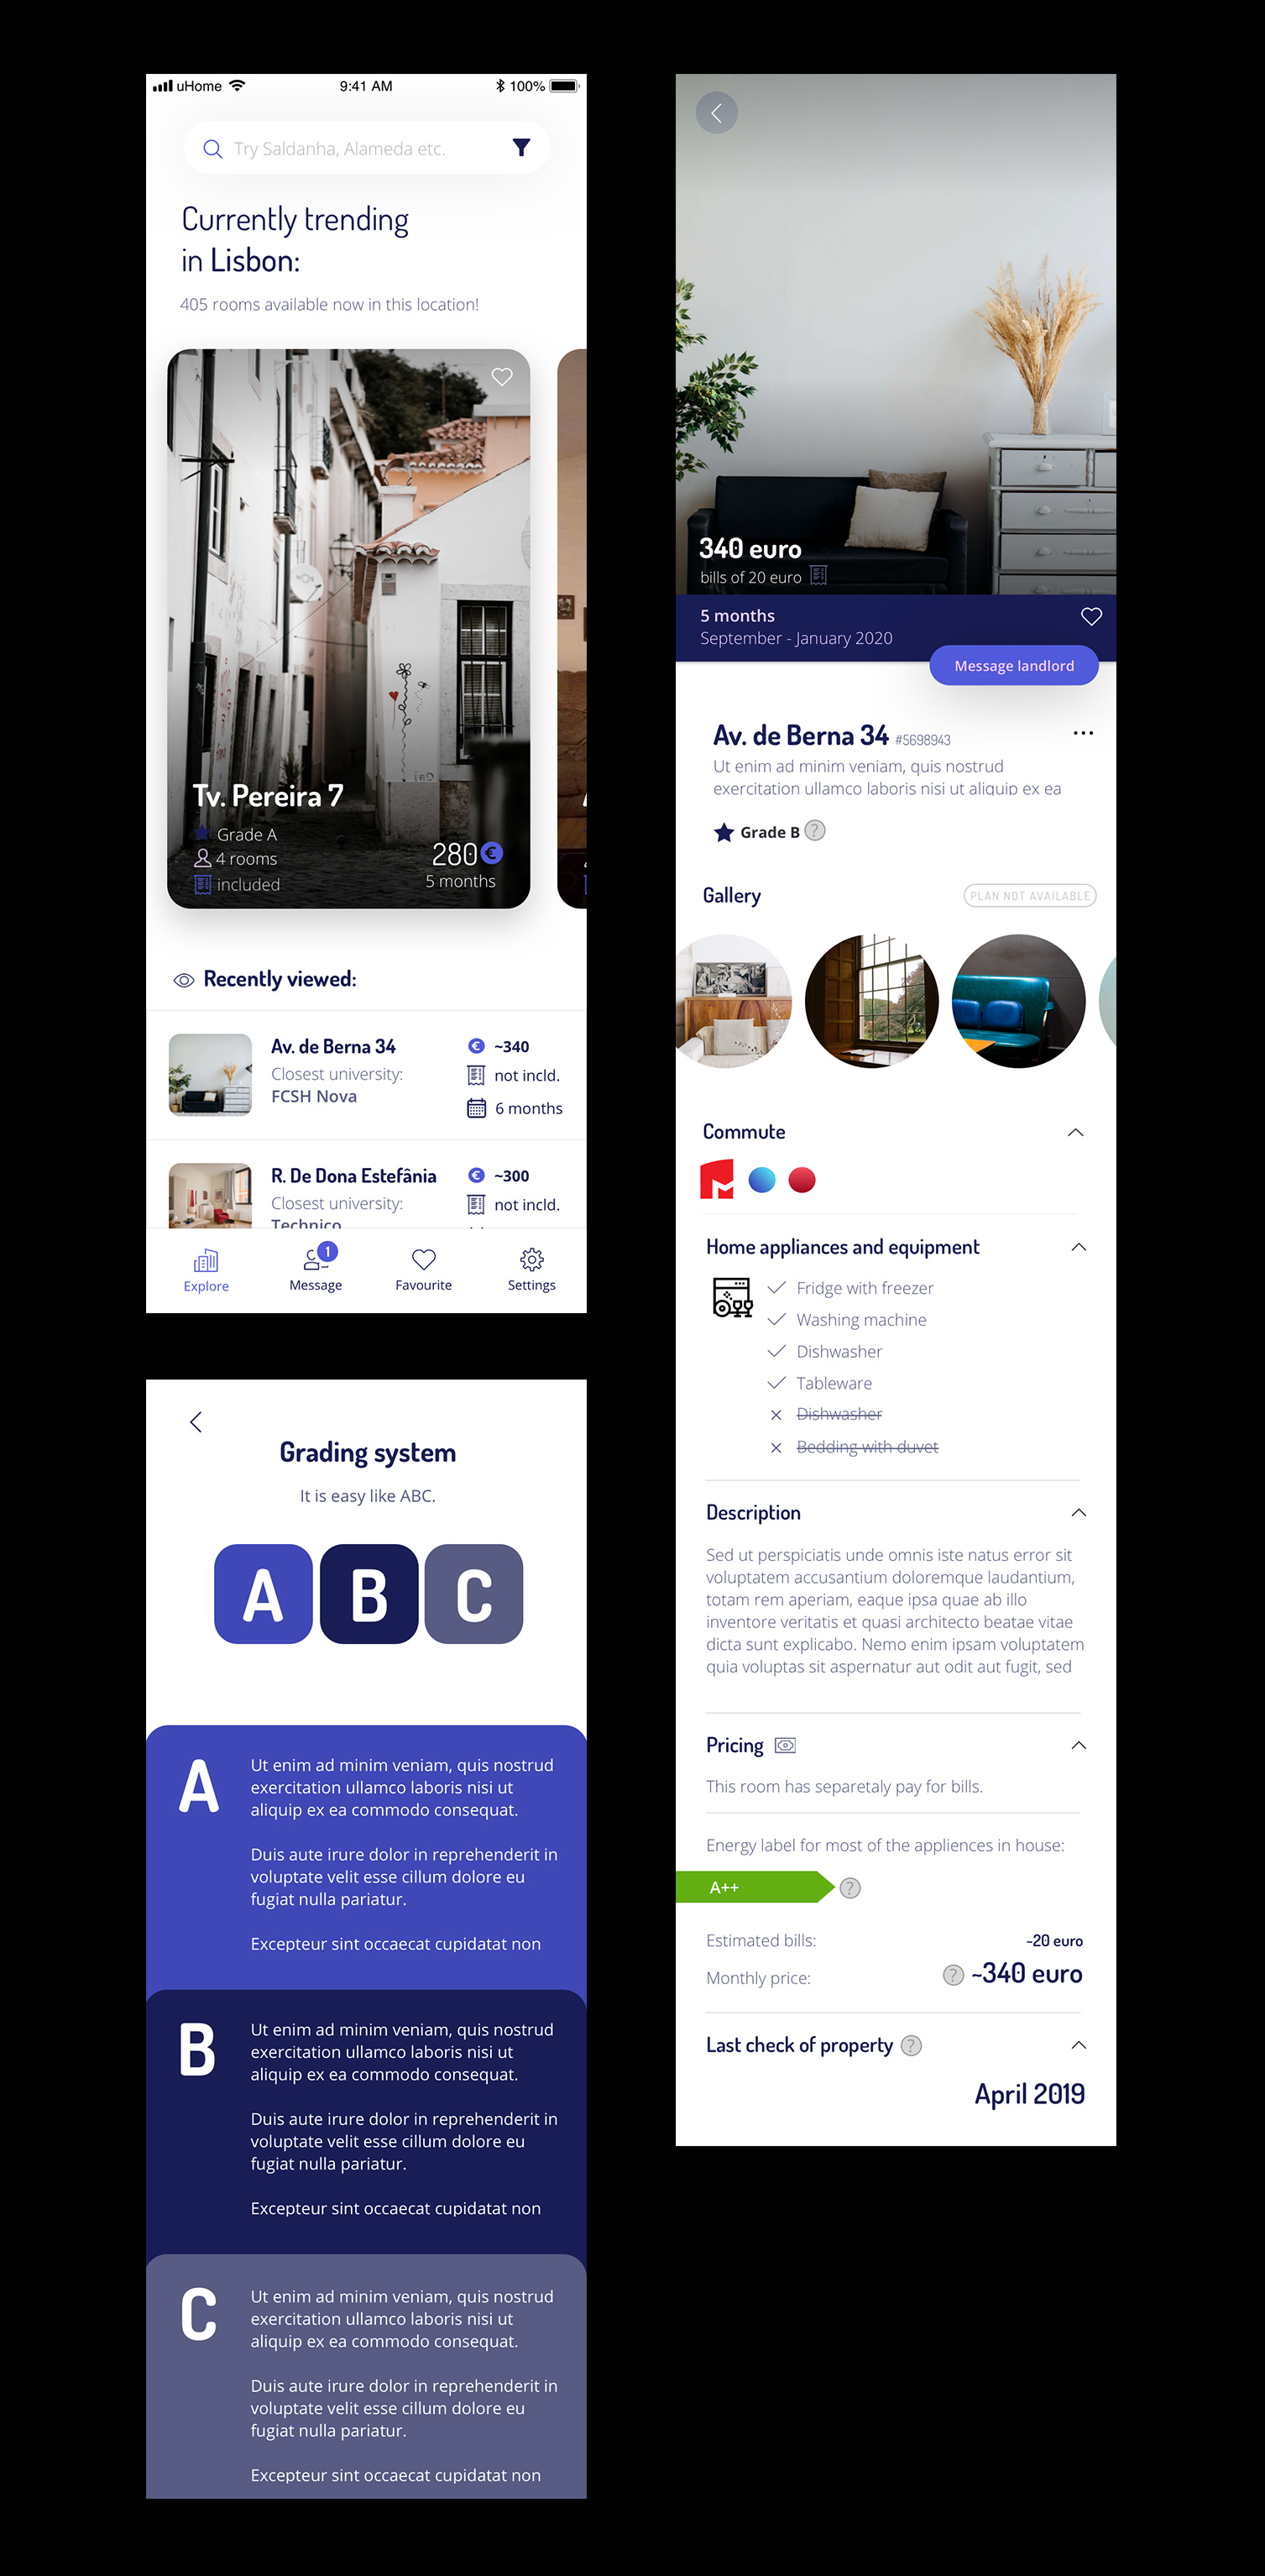 uHome
9:41 AM
100%
Try Saldanha, Alameda etc.
Currently trending
in Lisbon:
405 rooms available now in this location!
Tv. Pereira 7
Grade A
4 rooms
included
280€
5 months
Recently viewed:
Av. de Berna 34
Closest university:
FCSH Nova
€ ~340
not incld.
6 months
R. De Dona Estefânia
Closest university:
Technico
€ ~300
not incld.
1
Explore
Message
Favourite
Settings
Grading system
It is easy like ABC.
A B C
A
Ut enim ad minim veniam, quis nostrud
exercitation ullamco laboris nisi ut
aliquip ex ea commodo consequat.
Duis aute irure dolor in reprehenderit in
voluptate velit esse cillum dolore eu
fugiat nulla pariatur.
Excepteur sint occaecat cupidatat non
B
Ut enim ad minim veniam, quis nostrud
exercitation ullamco laboris nisi ut
aliquip ex ea commodo consequat.
Duis aute irure dolor in reprehenderit in
voluptate velit esse cillum dolore eu
fugiat nulla pariatur.
Excepteur sint occaecat cupidatat non
C
Ut enim ad minim veniam, quis nostrud
exercitation ullamco laboris nisi ut
aliquip ex ea commodo consequat.
Duis aute irure dolor in reprehenderit in
voluptate velit esse cillum dolore eu
fugiat nulla pariatur.
Excepteur sint occaecat cupidatat non
340 euro
bills of 20 euro
5 months
September - January 2020
Message landlord
Av. de Berna 34 #5698943
Ut enim ad minim veniam, quis nostrud
exercitation ullamco laboris nisi ut aliquip ex ea
Grade B ?
Gallery
PLAN NOT AVAILABLE
Commute
Home appliances and equipment
Fridge with freezer
Washing machine
Dishwasher
Tableware
Dishwasher
Bedding with duvet
Description
Sed ut perspiciatis unde omnis iste natus error sit
voluptatem accusantium doloremque laudantium,
totam rem aperiam, eaque ipsa quae ab illo
inventore veritatis et quasi architecto beatae vitae
dicta sunt explicabo. Nemo enim ipsam voluptatem
quia voluptas sit aspernatur aut odit aut fugit, sed
Pricing
This room has separetaly pay for bills.
Energy label for most of the appliences in house:
A++ ?
Estimated bills:
~20 euro
Monthly price:
? ~340 euro
Last check of property ?
April 2019